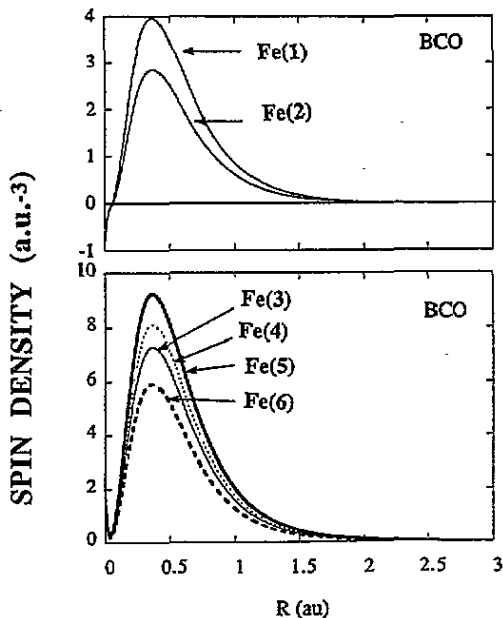 4
BCO
Fe(1)
3
Fe(2)
2
1
0
-1
10
BCO
Fe(3)
8
Fe(4)
Fe(5)
6
Fe(6)
4
2
0
0 0.5 1 1.5 2 2.5 3
R (au)
SPIN DENSITY (a.u.-3)